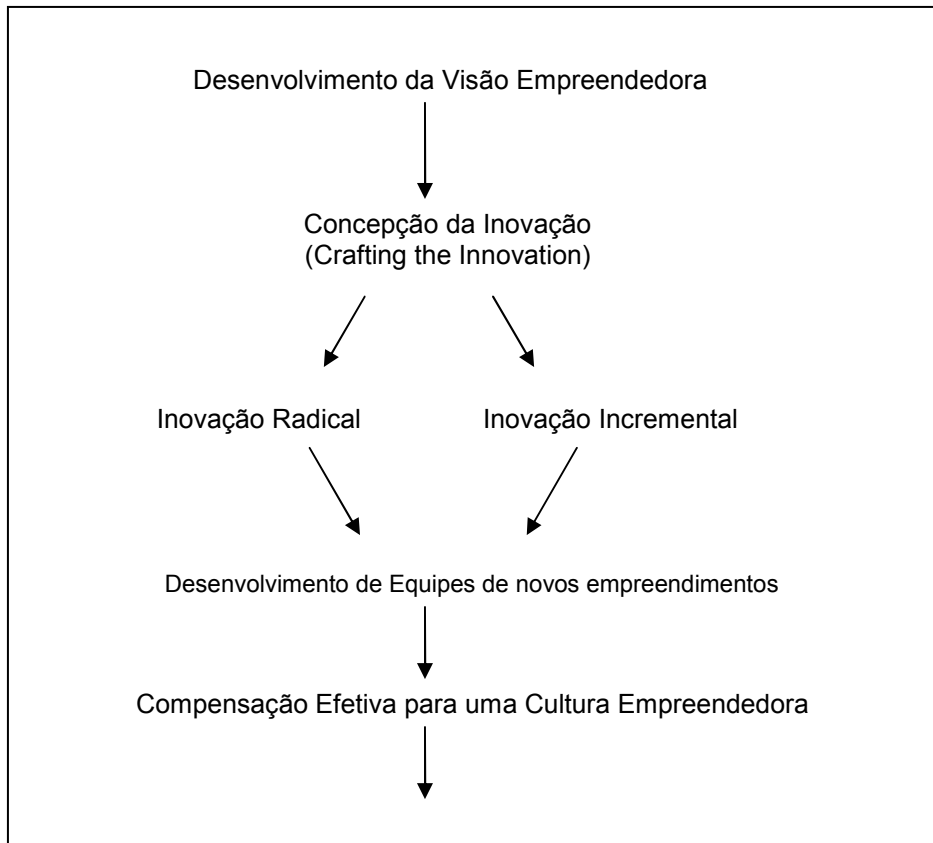 Desenvolvimento da Visão Empreendedora
Concepção da Inovação
(Crafting the Innovation)
Inovação Radical Inovação Incremental
Desenvolvimento de Equipes de novos empreendimentos
Compensação Efetiva para uma Cultura Empreendedora